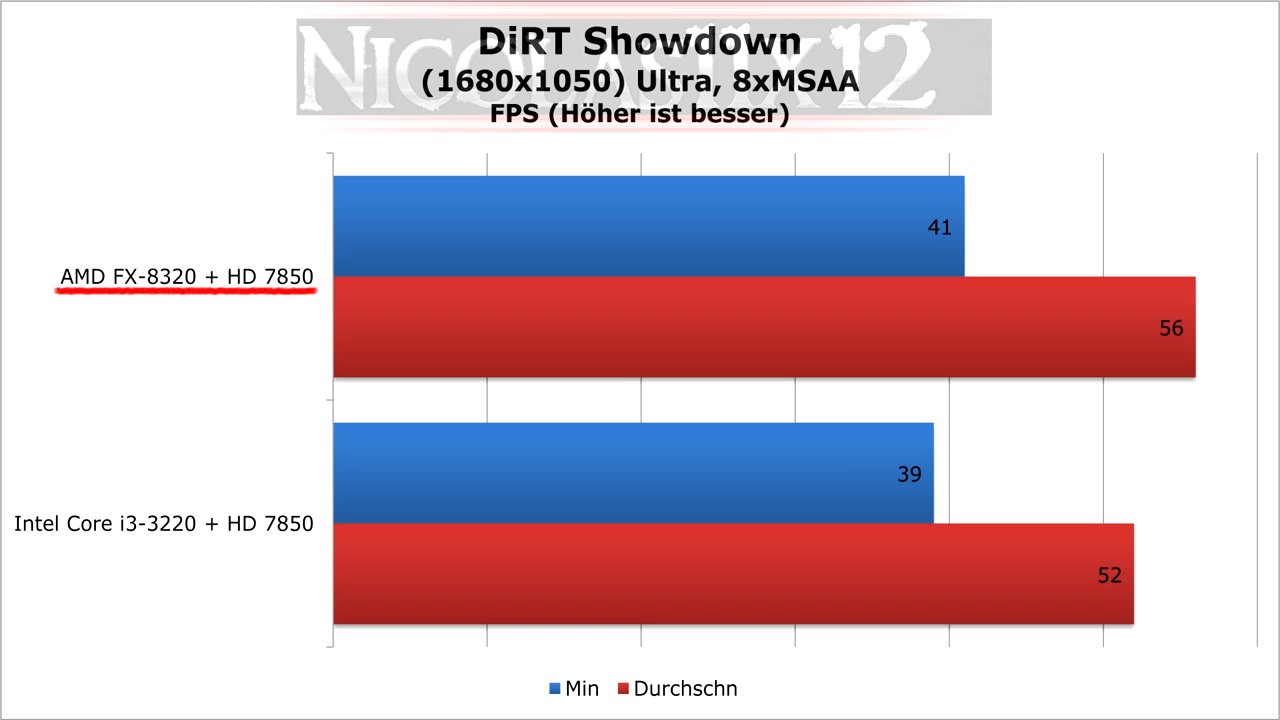 NICOLAS11X12
DiRT Showdown
(1680x1050) Ultra, 8xMSAA
FPS (Höher ist besser)
41
AMD FX-8320 + HD 7850
56
39
Intel Core i3-3220 + HD 7850
52
Min Durchschn